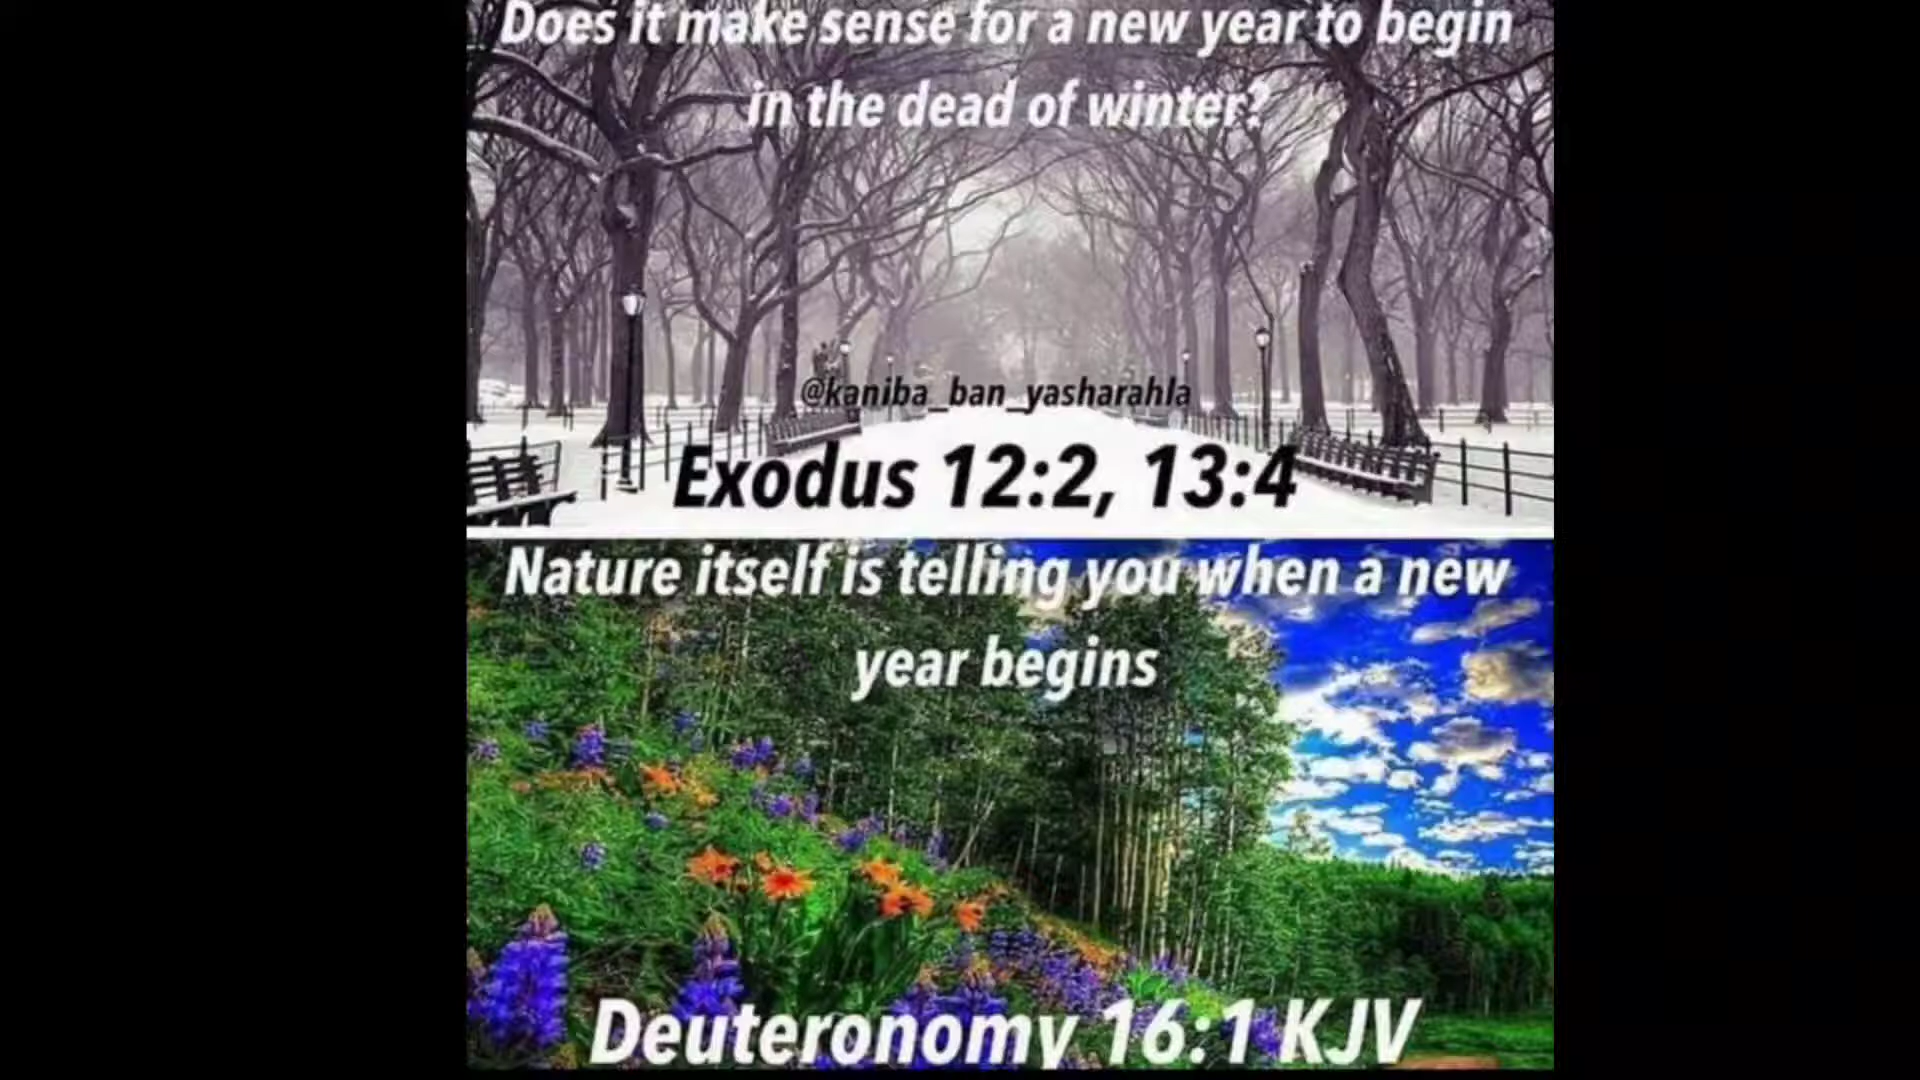 Does it make sense for a new year to begin
in the dead of winter?
@kaniba_ban_yasharahla
Exodus 12:2, 13:4
Nature itself is telling you when a new
year begins
Deuteronomy 16:1 KJV